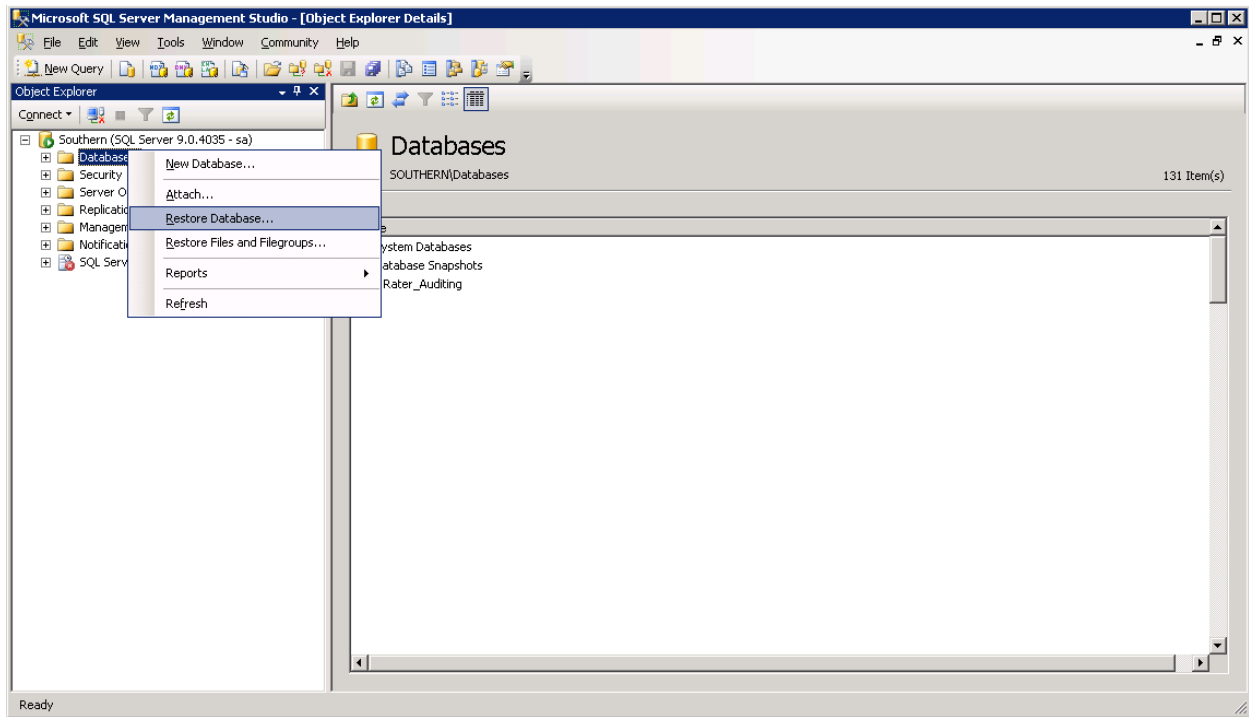 Microsoft SQL Server Management Studio - [Object Explorer Details]
File Edit View Tools Window Community Help
New Query
Object Explorer
Connect
Southern (SQL Server 9.0.4035 - sa)
Database
Security
Server O
Replicatio
Managem
Notificati
SQL Serv
New Database...
Attach...
Restore Database...
Restore Files and Filegroups...
Reports
Refresh
Databases
SOUTHERN\Databases
131 Item(s)
ystem Databases
atabase Snapshots
Rater_Auditing
Ready